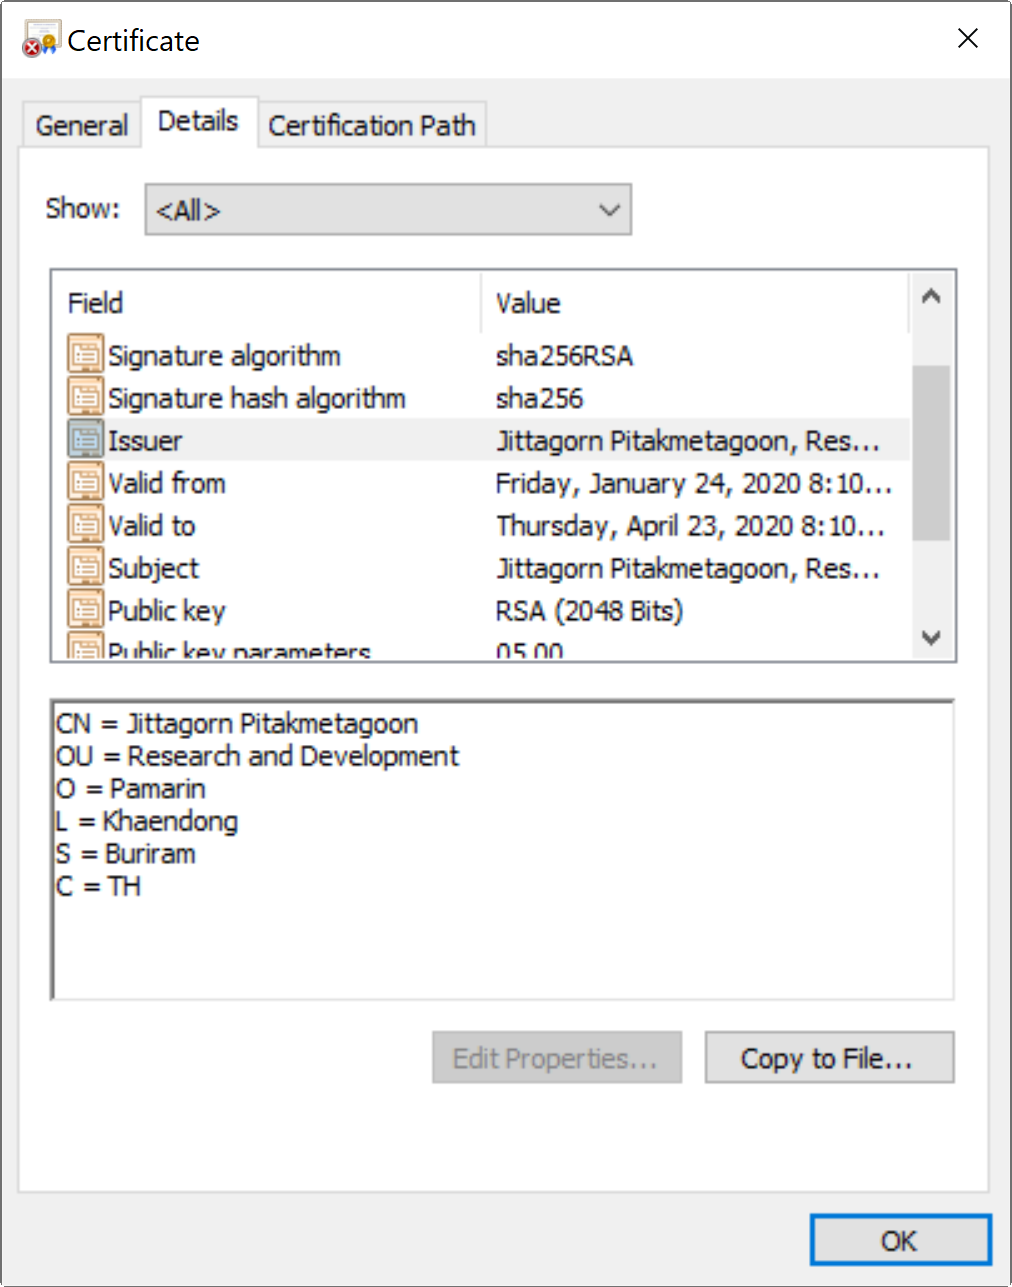 Certificate
General Details Certification Path
Show: <All>
Field Value
Signature algorithm sha256RSA
Signature hash algorithm sha256
Issuer Jittagorn Pitakmetagoon, Res...
Valid from Friday, January 24, 2020 8:10...
Valid to Thursday, April 23, 2020 8:10...
Subject Jittagorn Pitakmetagoon, Res...
Public key RSA (2048 Bits)
Public key parameters 05 00
CN = Jittagorn Pitakmetagoon
OU = Research and Development
O = Pamarin
L = Khaendong
S = Buriram
C = TH
Edit Properties... Copy to File...
OK